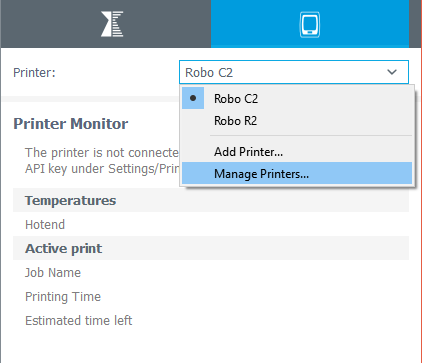 Printer:
Robo C2
Robo C2
Robo R2
Add Printer...
Manage Printers...
Printer Monitor
The printer is not connecte
API key under Settings/Prin
Temperatures
Hotend
Active print
Job Name
Printing Time
Estimated time left